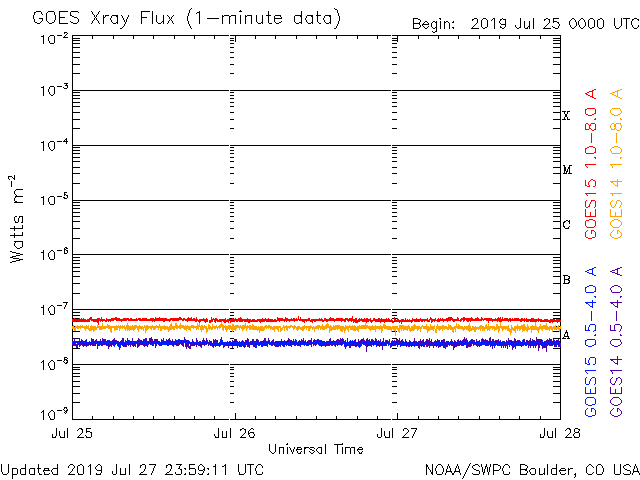 GOES Xray Flux (1-minute data)
Begin: 2019 Jul 25 0000 UTC
10⁻²
10⁻³
10⁻⁴
10⁻⁵
10⁻⁶
10⁻⁷
10⁻⁸
10⁻⁹
Watts m⁻²
X
M
C
B
A
GOES15 1.0-8.0 A
GOES14 1.0-8.0 A
GOES15 0.5-4.0 A
GOES14 0.5-4.0 A
Jul 25 Jul 26 Jul 27 Jul 28
Universal Time
Updated 2019 Jul 27 23:59:11 UTC
NOAA/SWPC Boulder, CO USA